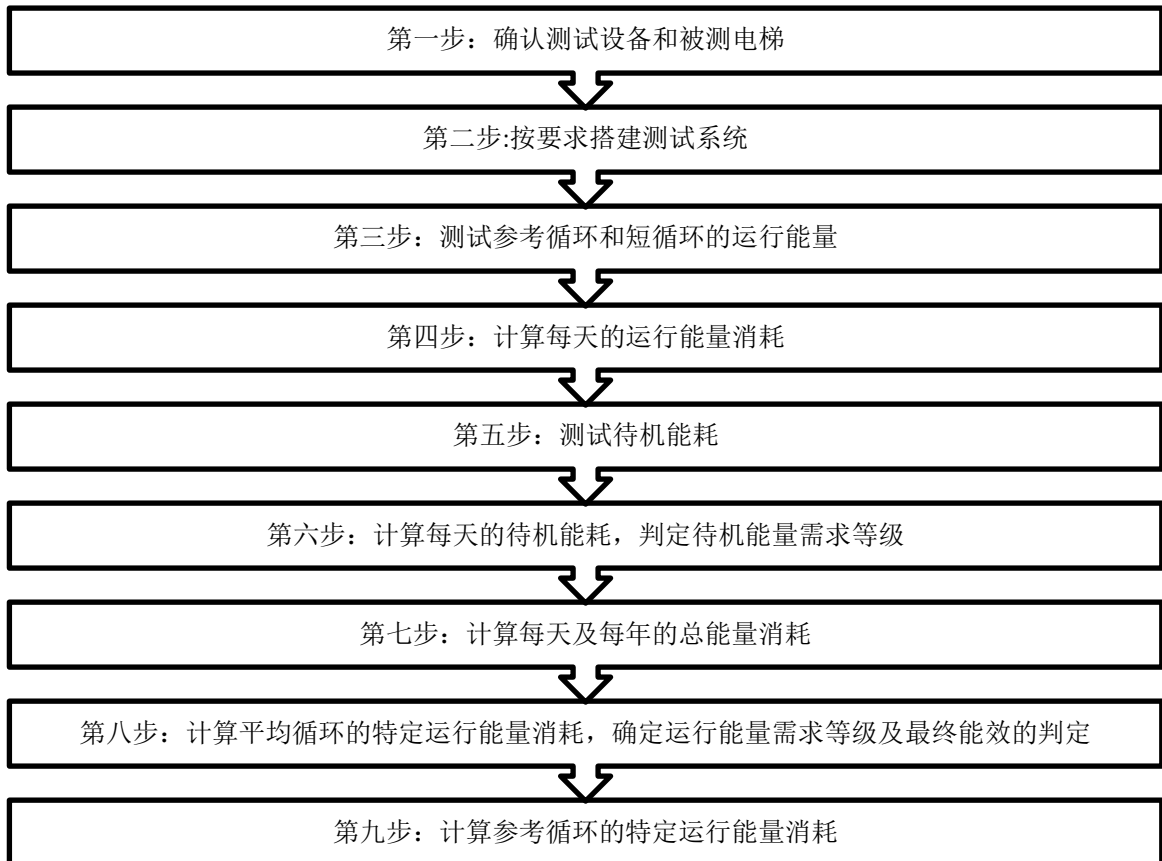 第一步：确认测试设备和被测电梯
第二步:按要求搭建测试系统
第三步：测试参考循环和短循环的运行能量
第四步：计算每天的运行能量消耗
第五步：测试待机能耗
第六步：计算每天的待机能耗，判定待机能量需求等级
第七步：计算每天及每年的总能量消耗
第八步：计算平均循环的特定运行能量消耗，确定运行能量需求等级及最终能效的判定
第九步：计算参考循环的特定运行能量消耗